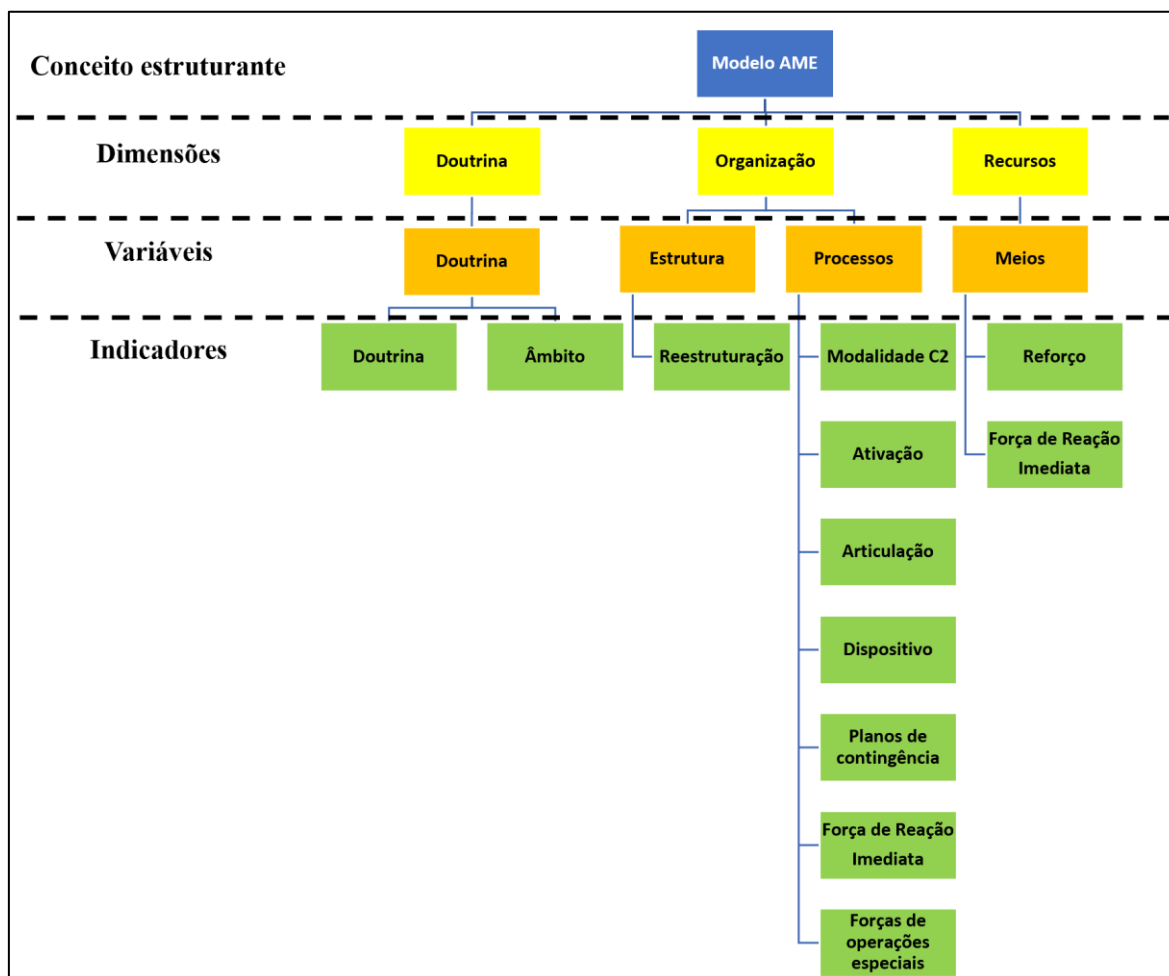 Conceito estruturante
Modelo AME
Dimensões
Doutrina
Organização
Recursos
Variáveis
Doutrina
Estrutura
Processos
Meios
Indicadores
Doutrina
Âmbito
Reestruturação
Modalidade C2
Reforço
Ativação
Força de Reação
Imediata
Articulação
Dispositivo
Planos de
contingência
Força de Reação
Imediata
Forças de
operações
especiais